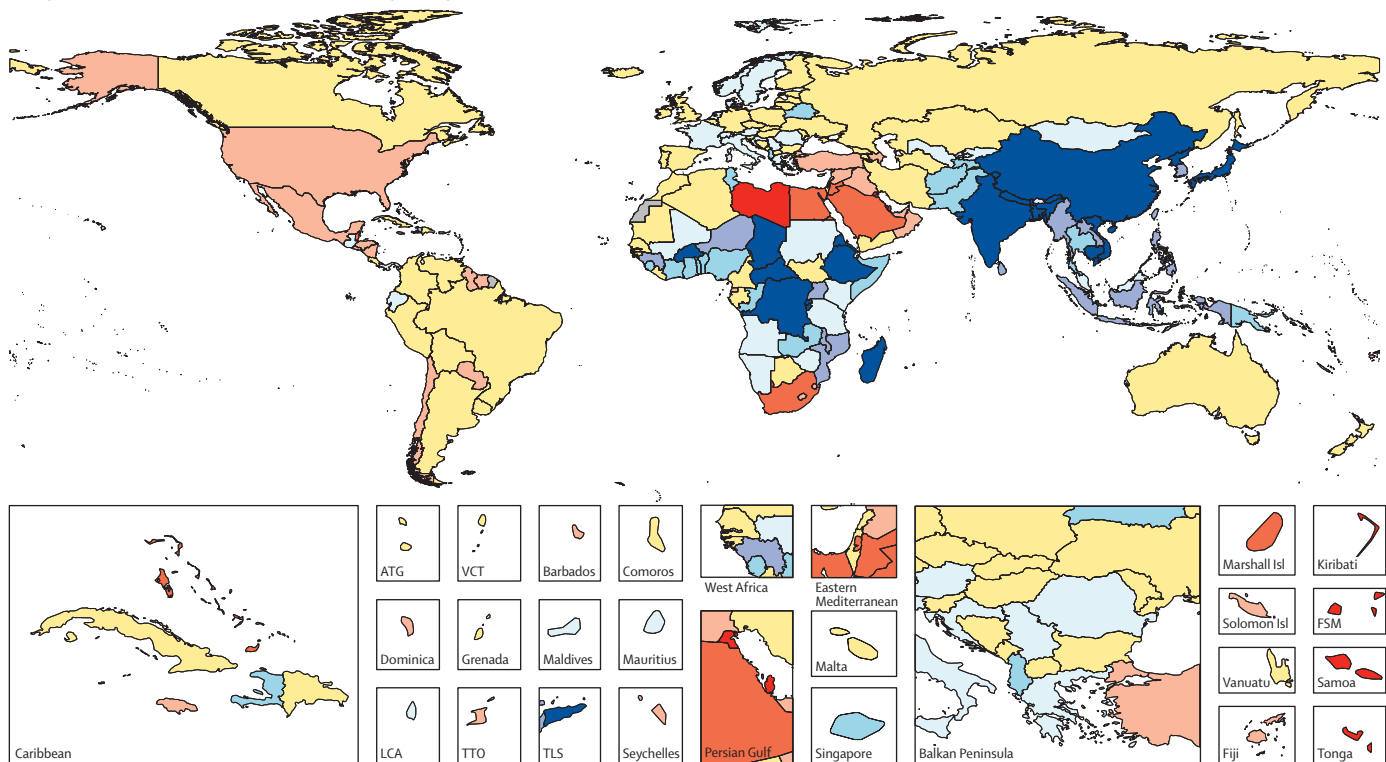 ATG
VCT
Barbados
Comoros
West Africa
Eastern
Mediterranean
Marshall Isl
Kiribati
Dominica
Grenada
Maldives
Mauritius
Malta
Solomon Isl
FSM
Vanuatu
Samoa
Caribbean
LCA
TTO
TLS
Seychelles
Persian Gulf
Singapore
Balkan Peninsula
Fiji
Tonga